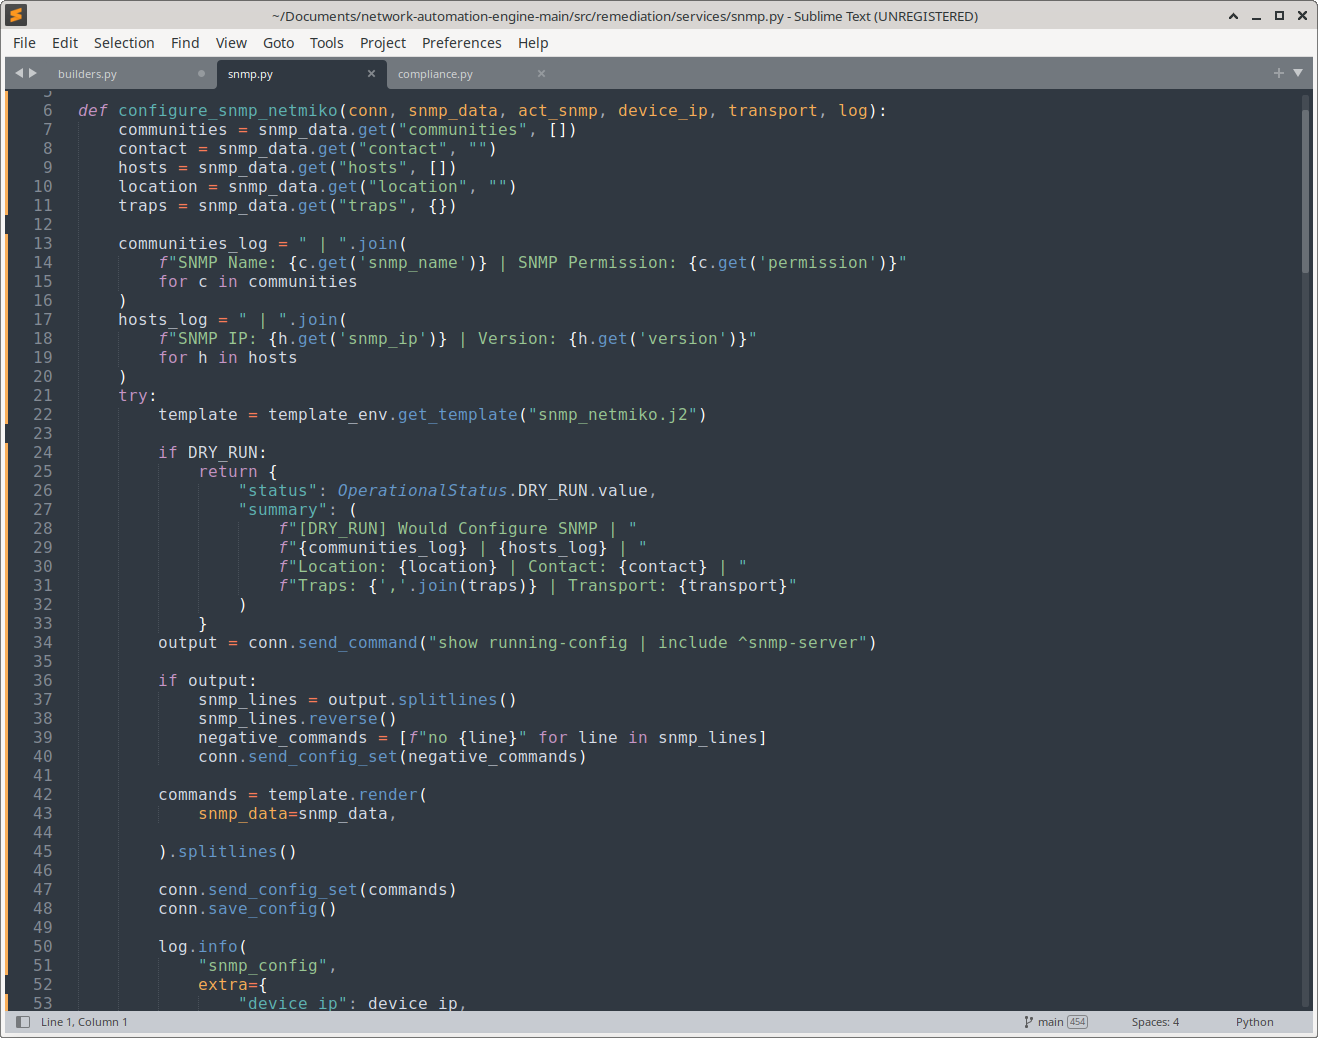 ~/Documents/network-automation-engine-main/src/remediation/services/snmp.py - Sublime Text (UNREGISTERED)
File Edit Selection Find View Goto Tools Project Preferences Help
builders.py snmp.py compliance.py
5
6 def configure_snmp_netmiko(conn, snmp_data, act_snmp, device_ip, transport, log):
7     communities = snmp_data.get("communities", [])
8     contact = snmp_data.get("contact", "")
9     hosts = snmp_data.get("hosts", [])
10     location = snmp_data.get("location", "")
11     traps = snmp_data.get("traps", {})
12
13     communities_log = " | ".join(
14         f"SNMP Name: {c.get('snmp_name')} | SNMP Permission: {c.get('permission')}"
15         for c in communities
16     )
17     hosts_log = " | ".join(
18         f"SNMP IP: {h.get('snmp_ip')} | Version: {h.get('version')}"
19         for h in hosts
20     )
21     try:
22         template = template_env.get_template("snmp_netmiko.j2")
23
24         if DRY_RUN:
25             return {
26                 "status": OperationalStatus.DRY_RUN.value,
27                 "summary": (
28                     f"[DRY_RUN] Would Configure SNMP | "
29                     f"{communities_log} | {hosts_log} | "
30                     f"Location: {location} | Contact: {contact} | "
31                     f"Traps: {','.join(traps)} | Transport: {transport}"
32                 )
33             }
34         output = conn.send_command("show running-config | include ^snmp-server")
35
36         if output:
37             snmp_lines = output.splitlines()
38             snmp_lines.reverse()
39             negative_commands = [f"no {line}" for line in snmp_lines]
40             conn.send_config_set(negative_commands)
41
42         commands = template.render(
43             snmp_data=snmp_data,
44
45         ).splitlines()
46
47         conn.send_config_set(commands)
48         conn.save_config()
49
50         log.info(
51             "snmp_config",
52             extra={
53                 "device_ip": device_ip,
Line 1, Column 1 main 454 Spaces: 4 Python